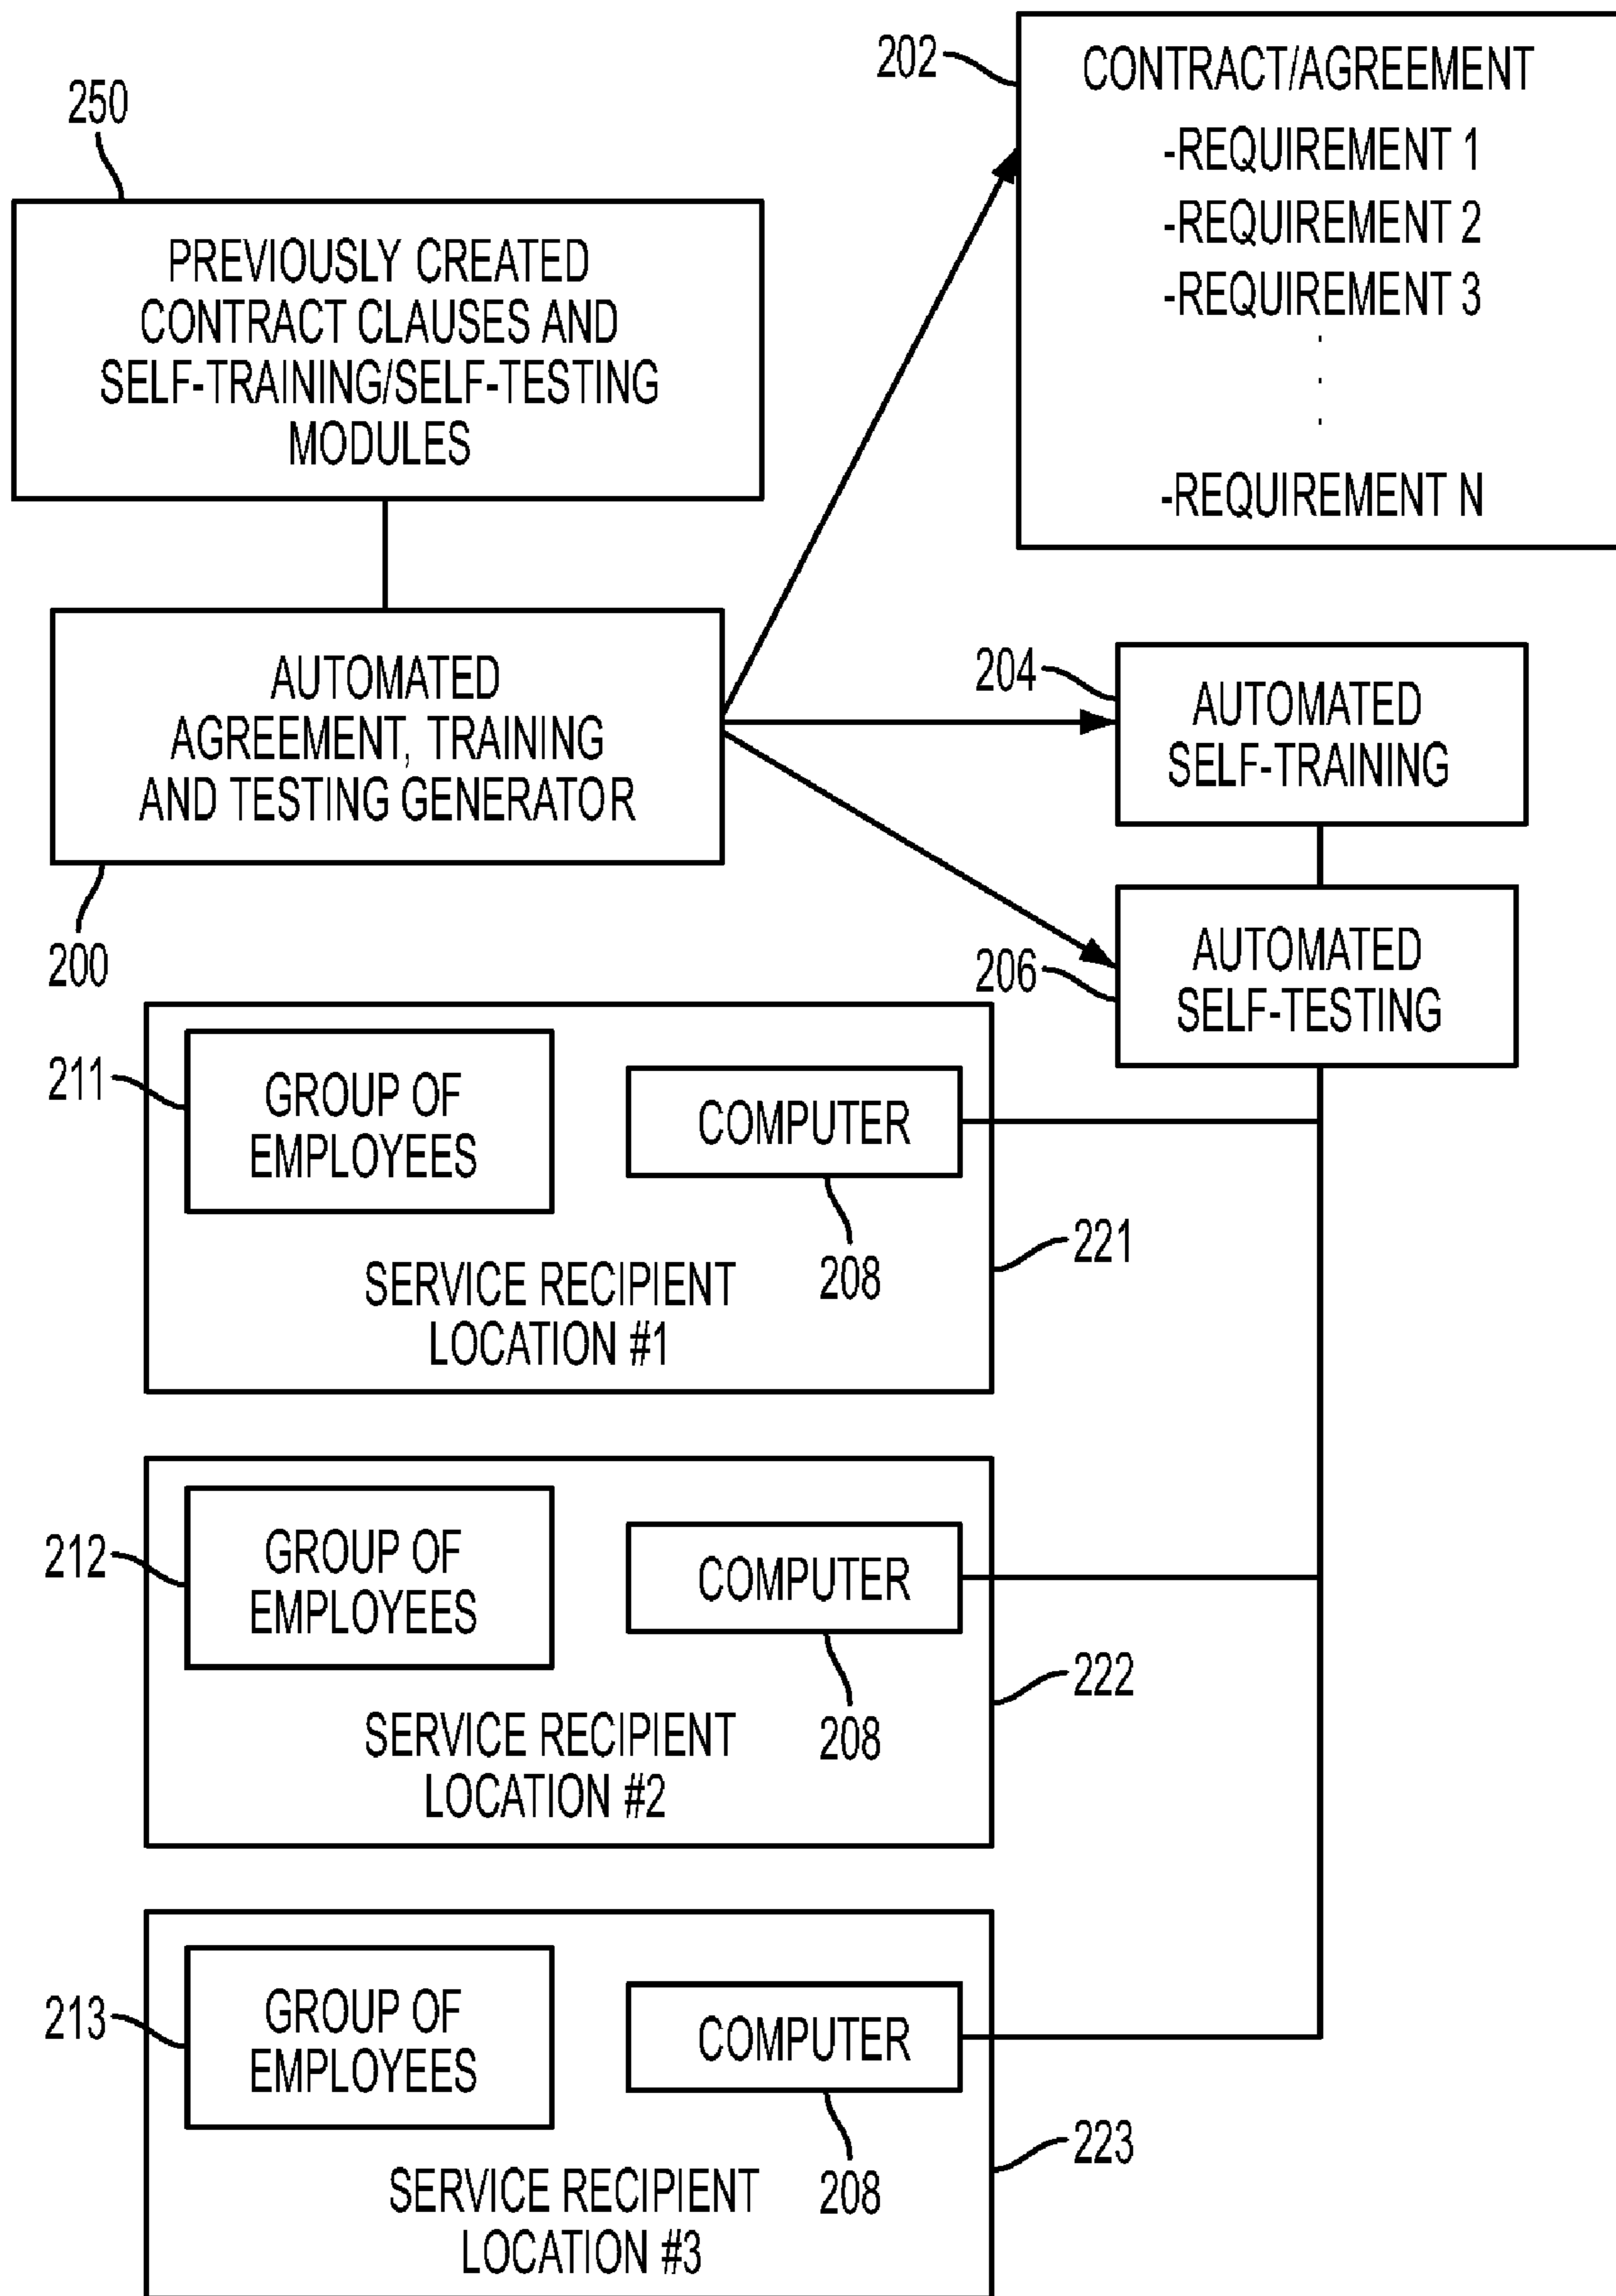 250
PREVIOUSLY CREATED
CONTRACT CLAUSES AND
SELF-TRAINING/SELF-TESTING
MODULES
202
CONTRACT/AGREEMENT
-REQUIREMENT 1
-REQUIREMENT 2
-REQUIREMENT 3
.
.
.
-REQUIREMENT N
AUTOMATED
AGREEMENT, TRAINING
AND TESTING GENERATOR
200
204
AUTOMATED
SELF-TRAINING
206
AUTOMATED
SELF-TESTING
211
GROUP OF
EMPLOYEES
COMPUTER
208
221
SERVICE RECIPIENT
LOCATION #1
212
GROUP OF
EMPLOYEES
COMPUTER
208
222
SERVICE RECIPIENT
LOCATION #2
213
GROUP OF
EMPLOYEES
COMPUTER
208
223
SERVICE RECIPIENT
LOCATION #3